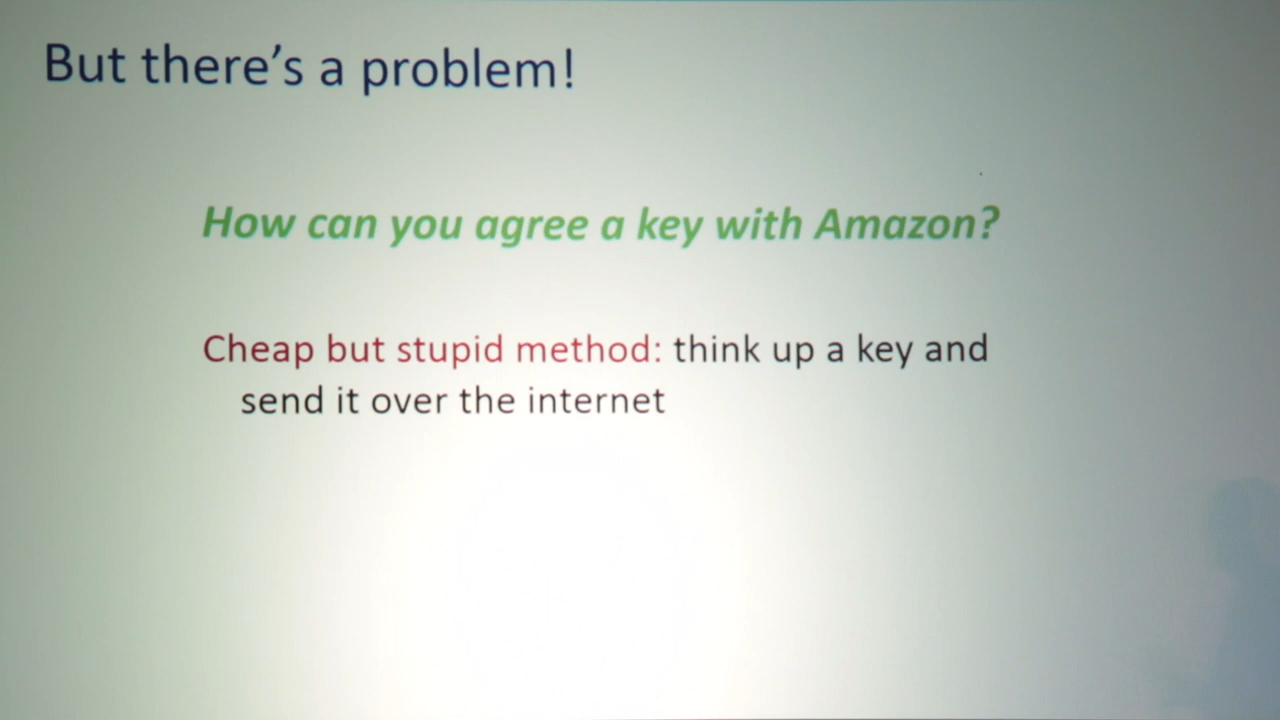 But there's a problem!
How can you agree a key with Amazon?
Cheap but stupid method: think up a key and
send it over the internet